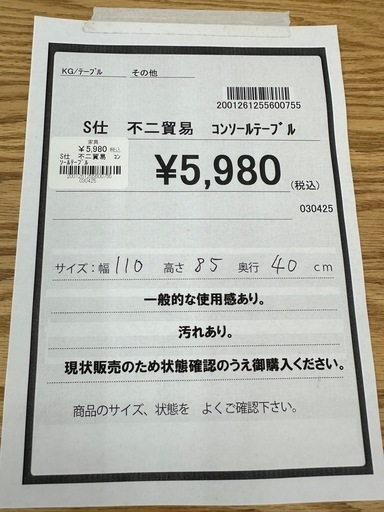 KG/テーブル　その他
2001261255600755
S仕　不二貿易　コンソールテーブル
家具
¥5,980 税込
S仕　不二貿易　コン
ソールテーブル
2001261255600755
030425
¥5,980 (税込)
030425
サイズ：幅 110 高さ 85 奥行 40 cm
一般的な使用感あり。
汚れあり。
現状販売のため状態確認のうえ御購入ください。
商品のサイズ、状態を　よくご確認下さい。